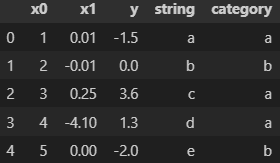 x0 x1 y string category
0 1 0.01 -1.5 a a
1 2 -0.01 0.0 b b
2 3 0.25 3.6 c a
3 4 -4.10 1.3 d a
4 5 0.00 -2.0 e b